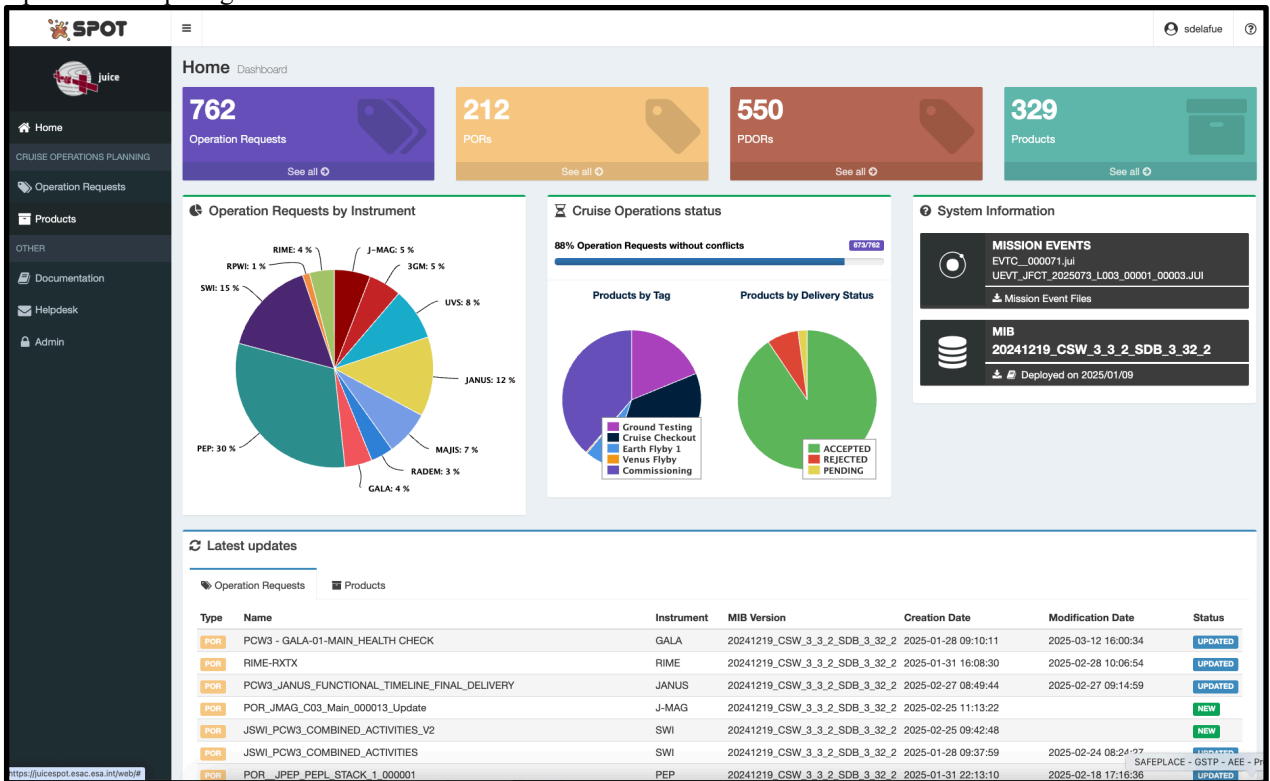 SPOT
sdelafue
juice
Home
CRUISE OPERATIONS PLANNING
Operation Requests
Products
OTHER
Documentation
Helpdesk
Admin
Home Dashboard
762
Operation Requests
See all
212
PORs
See all
550
PDORs
See all
329
Products
See all
Operation Requests by Instrument
RIME: 4 %
J-MAG: 5 %
RPWI: 1 %
3GM: 5 %
SWI: 15 %
UVS: 8 %
JANUS: 12 %
PEP: 30 %
MAJIS: 7 %
RADEM: 3 %
GALA: 4 %
Cruise Operations status
88% Operation Requests without conflicts 673/762
Products by Tag
Ground Testing
Cruise Checkout
Earth Flyby 1
Venus Flyby
Commissioning
Products by Delivery Status
ACCEPTED
REJECTED
PENDING
System Information
MISSION EVENTS
EVTC__000071.jui
UEVT_JFCT_2025073_L003_00001_00003.JUI
Mission Event Files
MIB
20241219_CSW_3_3_2_SDB_3_32_2
Deployed on 2025/01/09
Latest updates
Operation Requests Products
Type Name Instrument MIB Version Creation Date Modification Date Status
POR PCW3 - GALA-01-MAIN_HEALTH CHECK GALA 20241219_CSW_3_3_2_SDB_3_32_2 2025-01-28 09:10:11 2025-03-12 16:00:34 UPDATED
POR RIME-RXTX RIME 20241219_CSW_3_3_2_SDB_3_32_2 2025-01-31 16:08:30 2025-02-28 10:06:54 UPDATED
POR PCW3_JANUS_FUNCTIONAL_TIMELINE_FINAL_DELIVERY JANUS 20241219_CSW_3_3_2_SDB_3_32_2 2025-02-27 08:49:44 2025-02-27 09:14:59 UPDATED
POR POR_JMAG_C03_Main_000013_Update J-MAG 20241219_CSW_3_3_2_SDB_3_32_2 2025-02-25 11:13:22 NEW
POR JSWI_PCW3_COMBINED_ACTIVITIES_V2 SWI 20241219_CSW_3_3_2_SDB_3_32_2 2025-02-25 09:42:48 NEW
POR JSWI_PCW3_COMBINED_ACTIVITIES SWI 20241219_CSW_3_3_2_SDB_3_32_2 2025-01-28 09:37:59 2025-02-24 08:24:27 UPDATED
SAFEPLACE - GSTP - AEE - Pr
https://juicespot.esac.esa.int/web/#
POR POR__JPEP_PEPL_STACK_1_000001 PEP 20241219_CSW_3_3_2_SDB_3_32_2 2025-01-31 22:13:10 2025-02-18 17:16:36 UPDATED